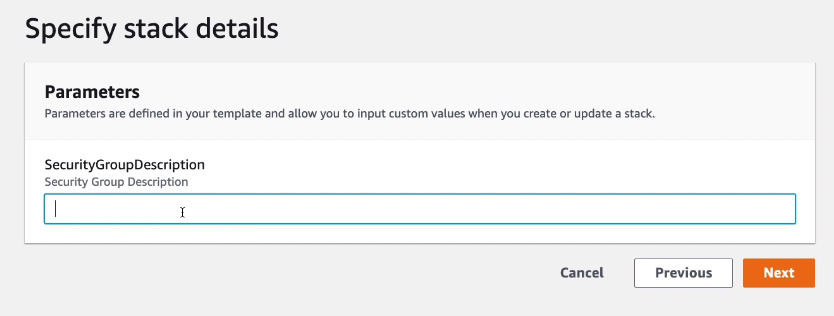 Specify stack details
Parameters
Parameters are defined in your template and allow you to input custom values when you create or update a stack.
SecurityGroupDescription
Security Group Description
Cancel
Previous
Next